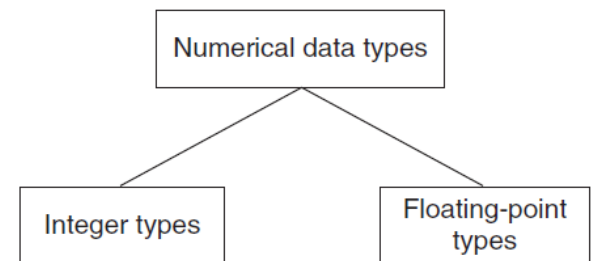 Numerical data types
Integer types
Floating-point
types